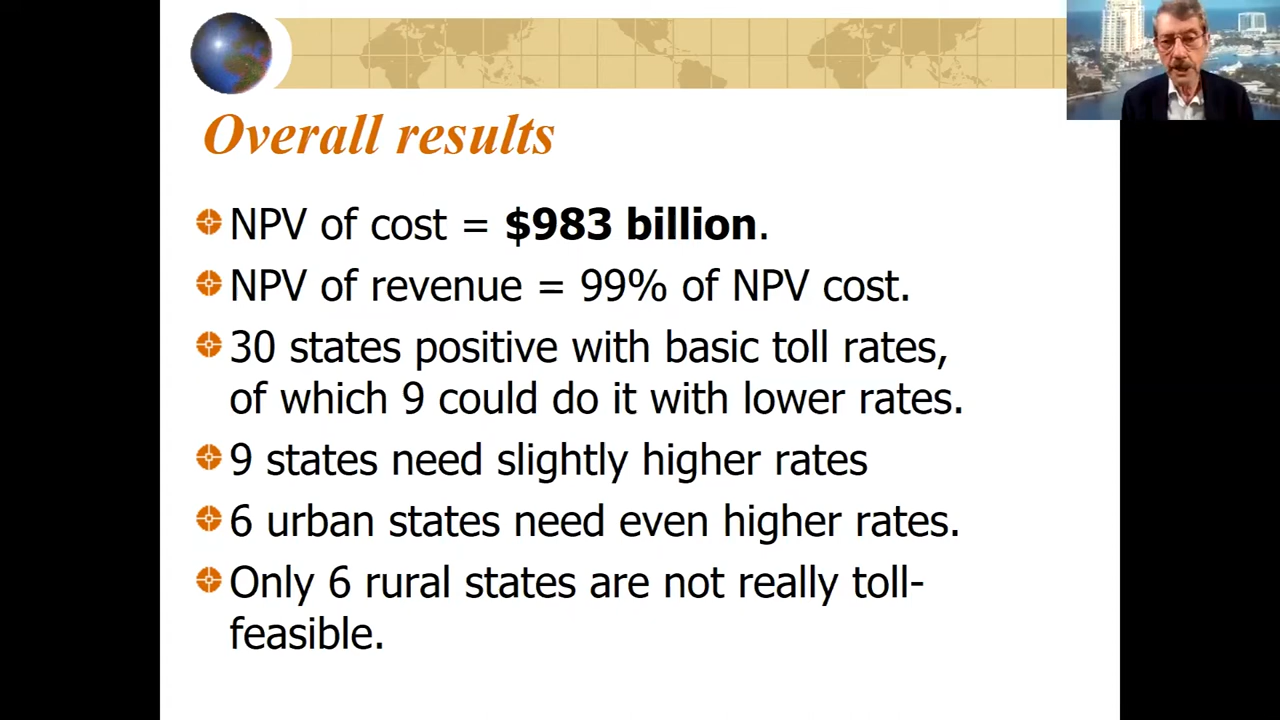 Overall results
NPV of cost = $983 billion.
NPV of revenue = 99% of NPV cost.
30 states positive with basic toll rates,
of which 9 could do it with lower rates.
9 states need slightly higher rates
6 urban states need even higher rates.
Only 6 rural states are not really toll-
feasible.